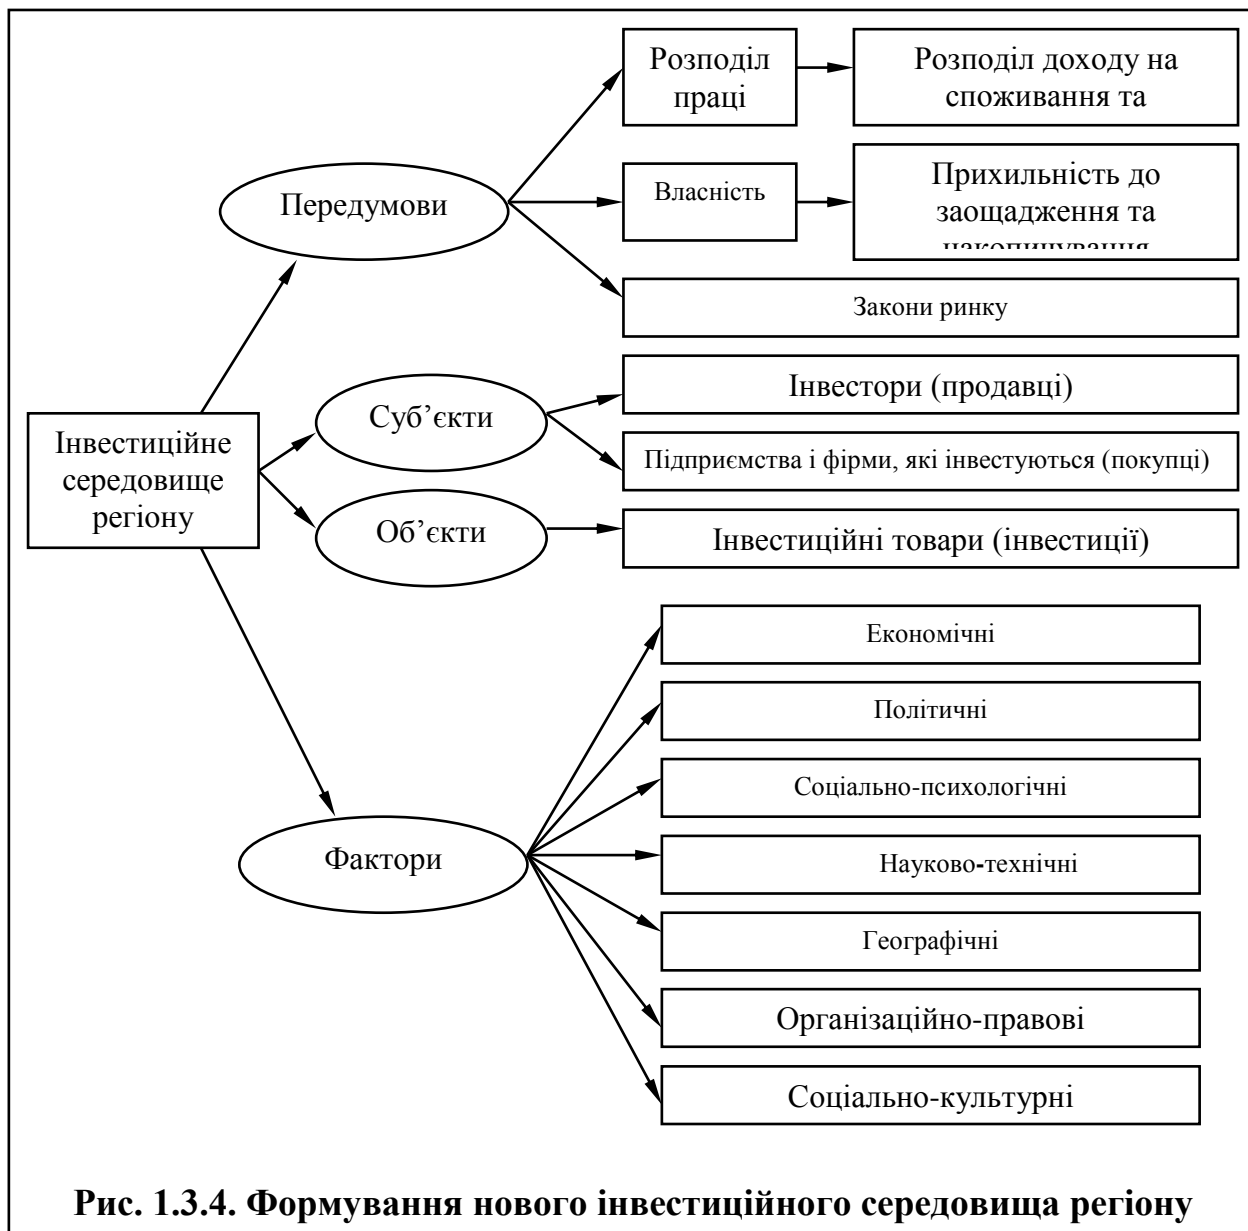 Розподіл
праці
Розподіл доходу на
споживання та
Передумови
Власність
Прихильність до
заощадження та
накопичування
Закони ринку
Інвестиційне
середовище
регіону
Суб’єкти
Інвестори (продавці)
Підприємства і фірми, які інвестуються (покупці)
Об’єкти
Інвестиційні товари (інвестиції)
Фактори
Економічні
Політичні
Соціально-психологічні
Науково-технічні
Географічні
Організаційно-правові
Соціально-культурні
Рис. 1.3.4. Формування нового інвестиційного середовища регіону